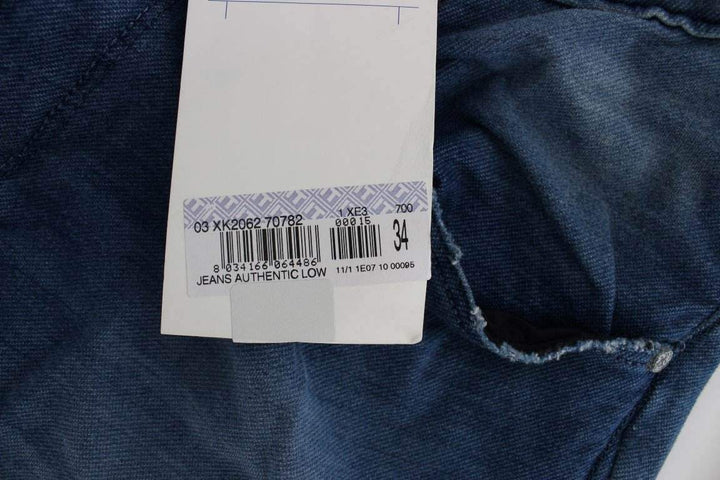 03 XK2062 70782 1 XE3 700
00015
34
8 034166 064486
JEANS AUTHENTIC LOW 11/1 1E07 10 00095